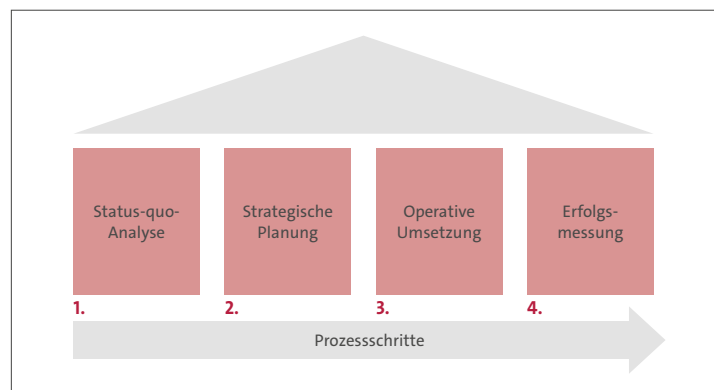 Status-quo-
Analyse
Strategische
Planung
Operative
Umsetzung
Erfolgs-
messung
1.
2.
3.
4.
Prozessschritte